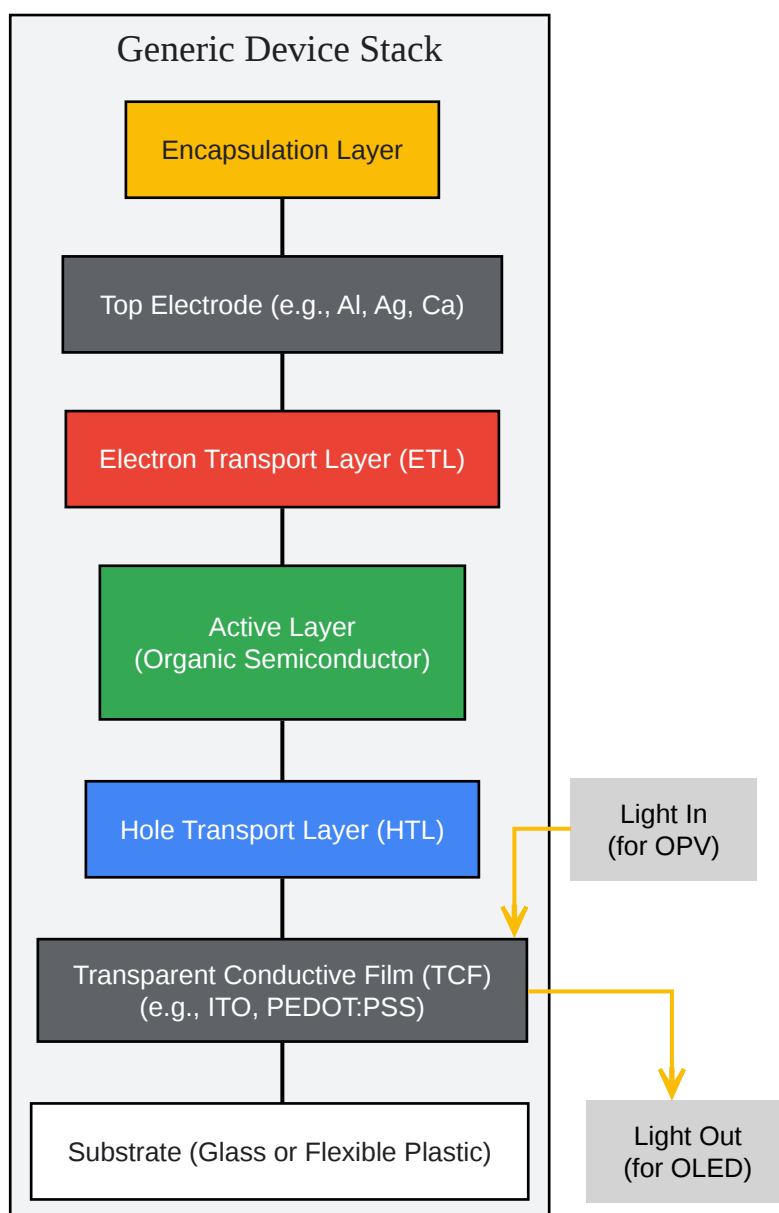 Generic Device Stack
Encapsulation Layer
Top Electrode (e.g., Al, Ag, Ca)
Electron Transport Layer (ETL)
Active Layer
(Organic Semiconductor)
Hole Transport Layer (HTL)
Light In
(for OPV)
Transparent Conductive Film (TCF)
(e.g., ITO, PEDOT:PSS)
Substrate (Glass or Flexible Plastic)
Light Out
(for OLED)